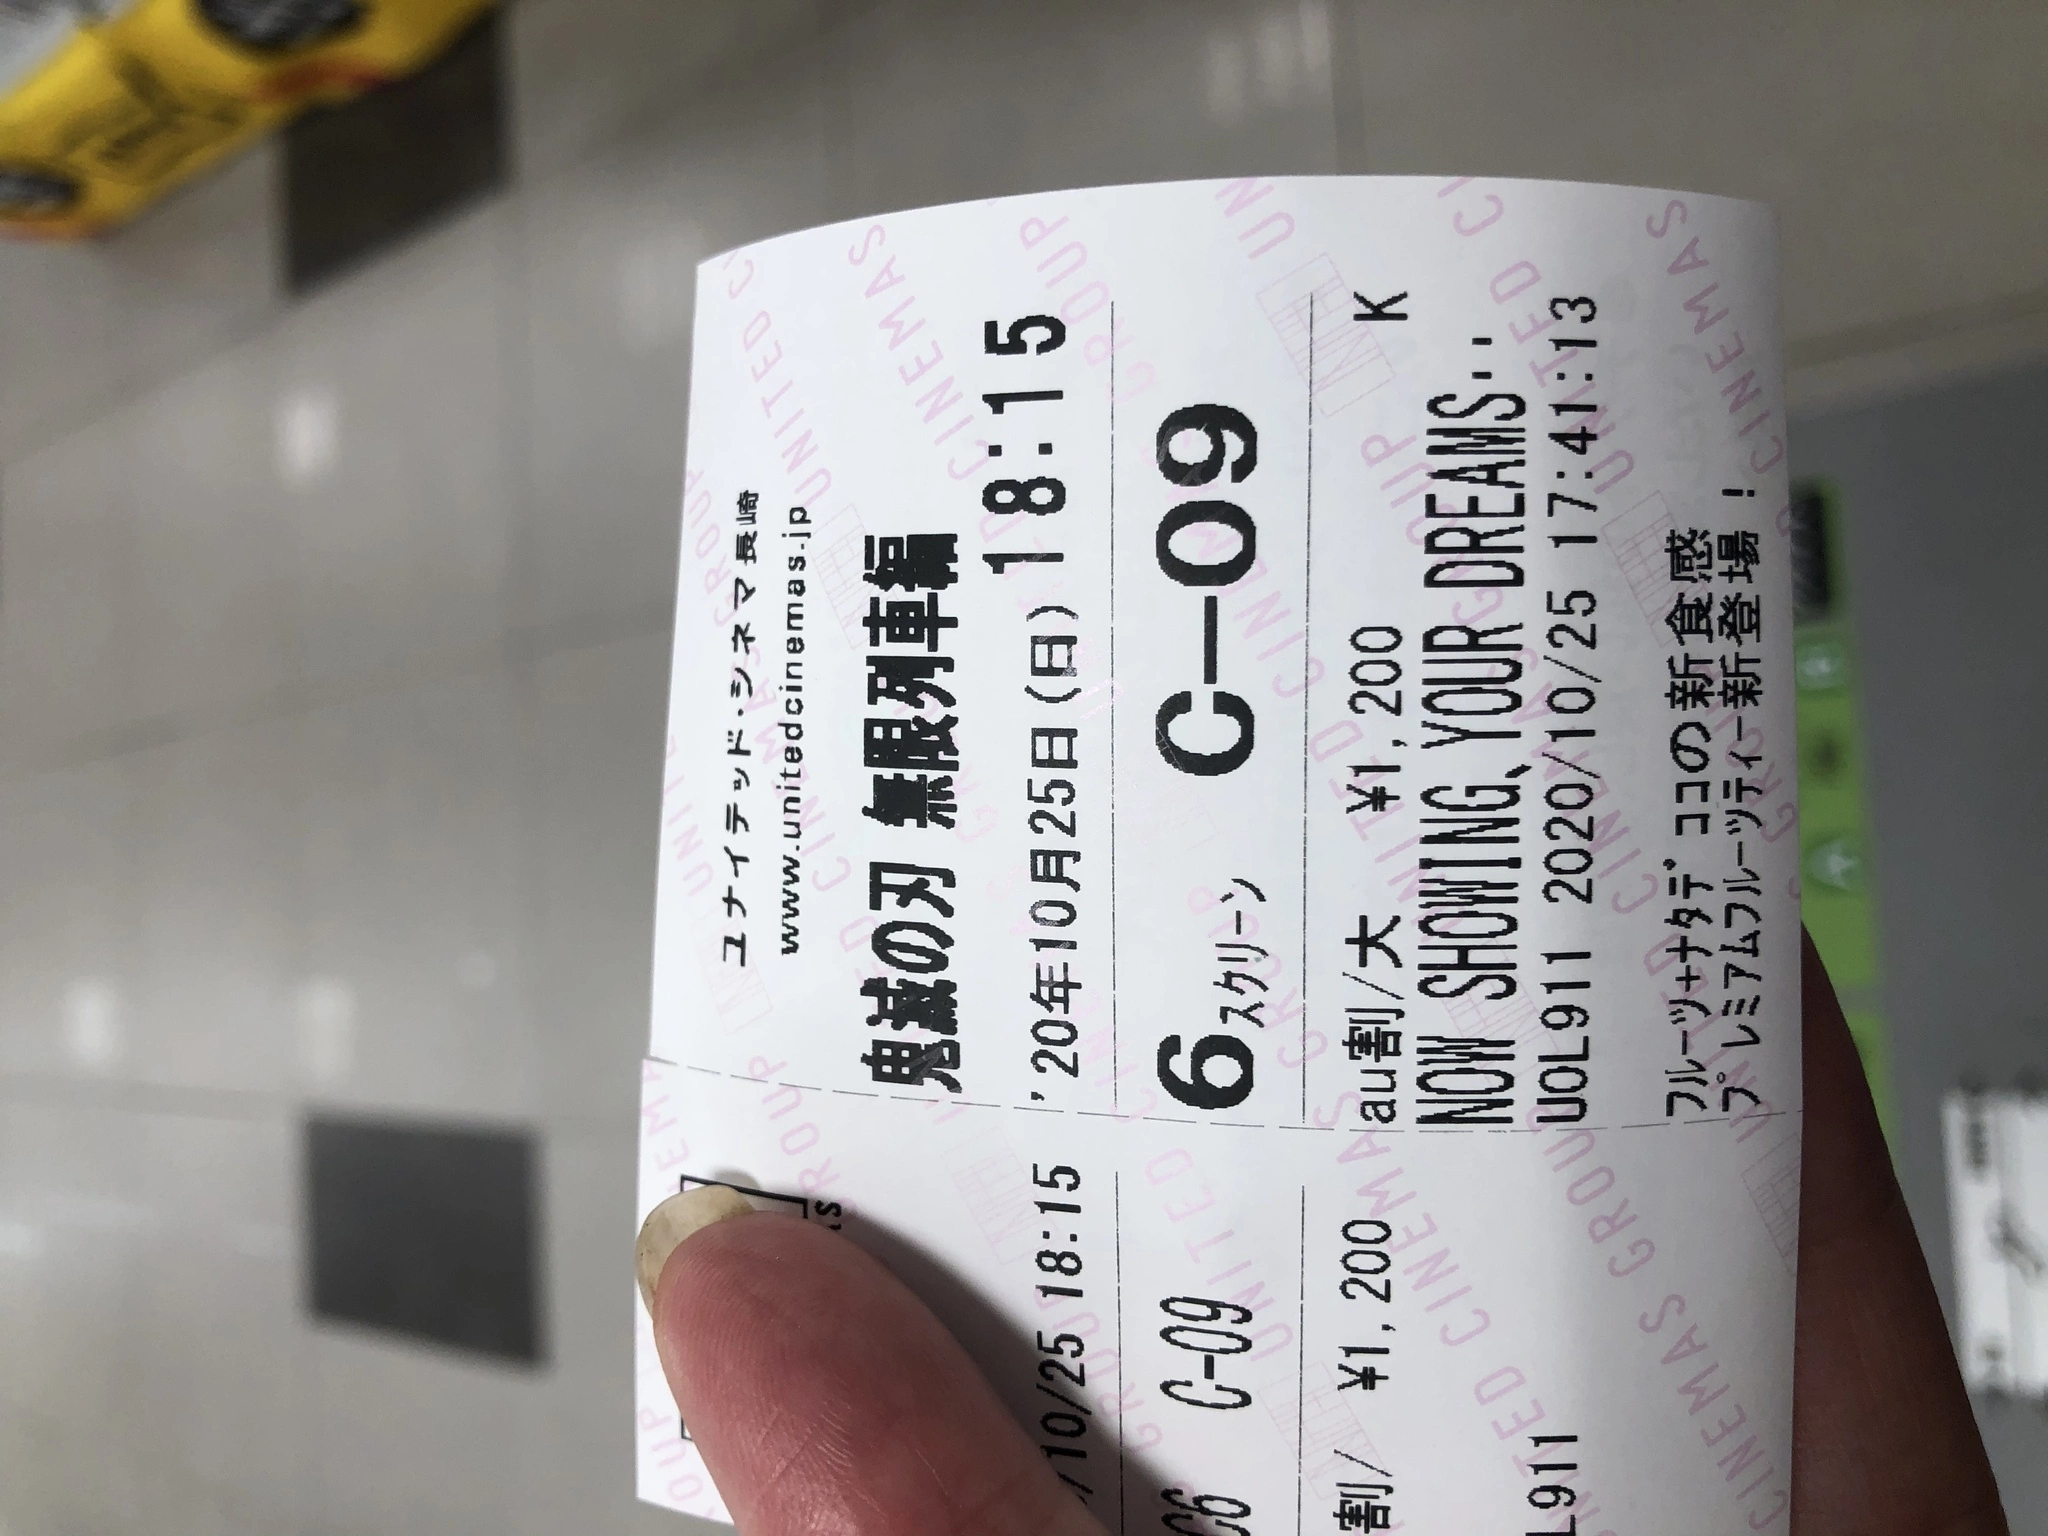 ユナイテッド・シネマ長崎
www.unitedcinemas.jp
鬼滅の刃 無限列車編
'20年10月25日(日) 18:15
6スクリーン C-09
au割/大 ¥1,200 K
NOW SHOWING, YOUR DREAMS...
UOL911 2020/10/25 17:41:13
フルーツ+ナタデココの新食感
プレミアムフルーツティー新登場!
/10/25 18:15
C-09
割/ ¥1,200
L911
UNITED CINEMAS GROUP